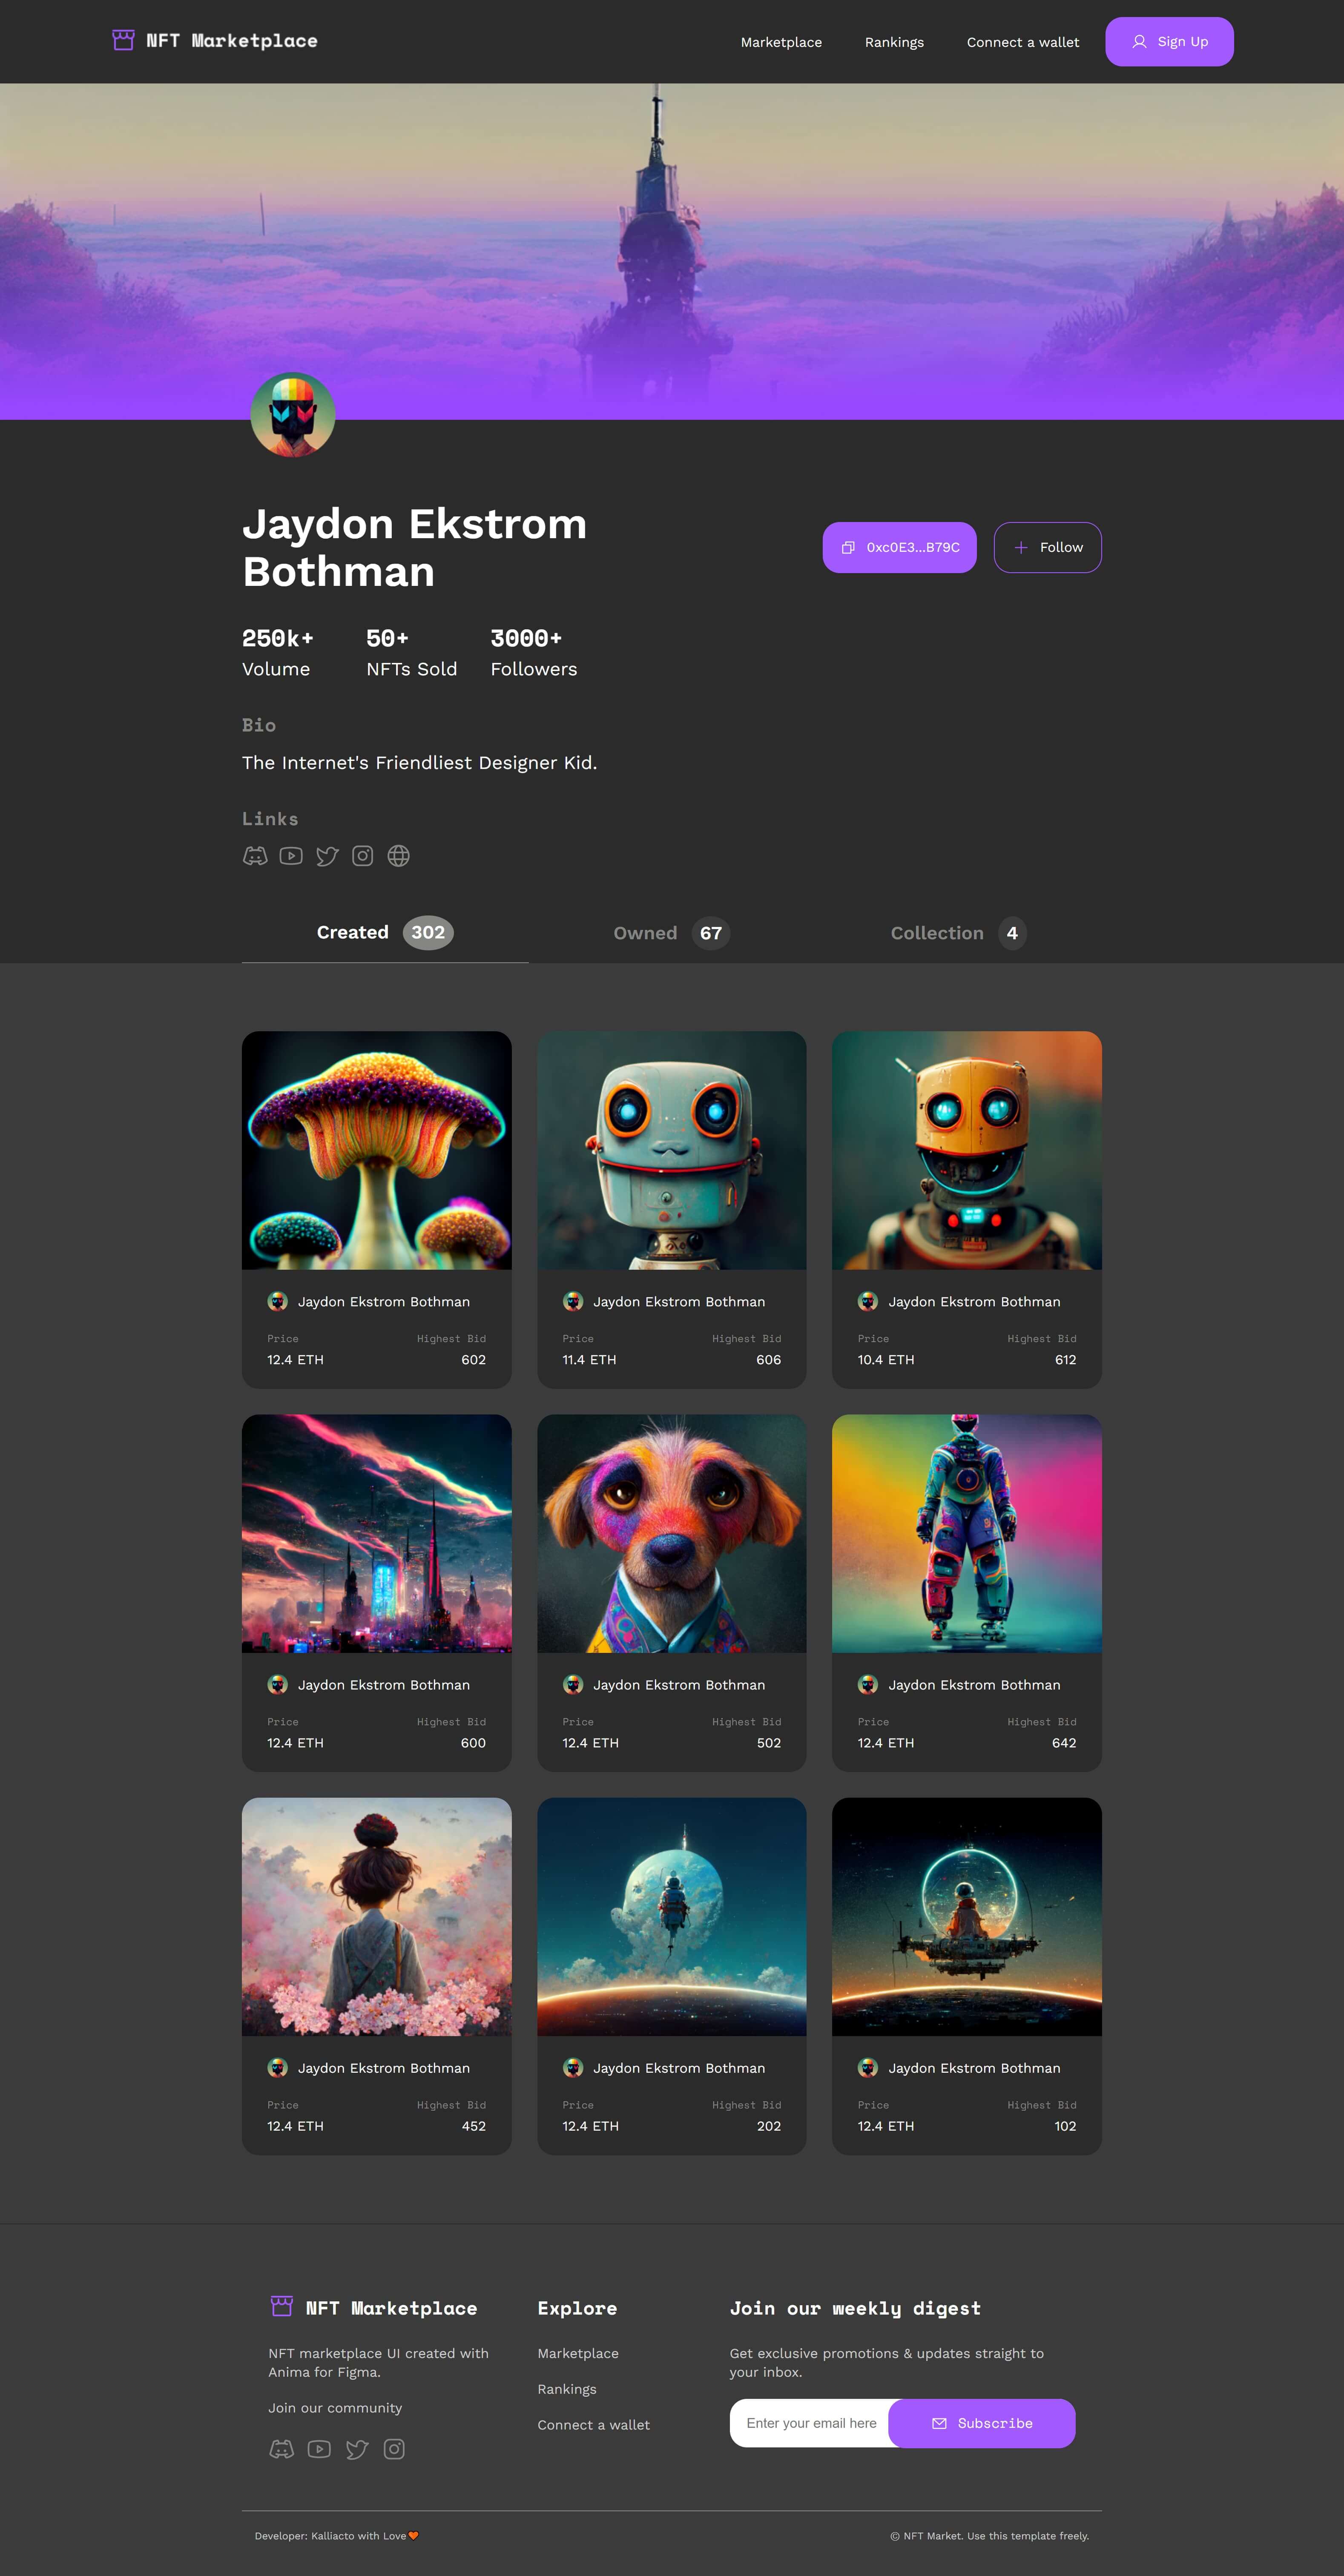 NFT Marketplace
Marketplace
Rankings
Connect a wallet
Sign Up
Jaydon Ekstrom
Bothman
0xc0E3...B79C
Follow
250k+
50+
3000+
Volume
NFTs Sold
Followers
Bio
The Internet's Friendliest Designer Kid.
Links
Created 302
Owned 67
Collection 4
Jaydon Ekstrom Bothman
Price Highest Bid
12.4 ETH 602
Jaydon Ekstrom Bothman
Price Highest Bid
11.4 ETH 606
Jaydon Ekstrom Bothman
Price Highest Bid
10.4 ETH 612
Jaydon Ekstrom Bothman
Price Highest Bid
12.4 ETH 600
Jaydon Ekstrom Bothman
Price Highest Bid
12.4 ETH 502
Jaydon Ekstrom Bothman
Price Highest Bid
12.4 ETH 642
Jaydon Ekstrom Bothman
Price Highest Bid
12.4 ETH 452
Jaydon Ekstrom Bothman
Price Highest Bid
12.4 ETH 202
Jaydon Ekstrom Bothman
Price Highest Bid
12.4 ETH 102
NFT Marketplace
NFT marketplace UI created with
Anima for Figma.
Join our community
Explore
Marketplace
Rankings
Connect a wallet
Join our weekly digest
Get exclusive promotions & updates straight to
your inbox.
Enter your email here
Subscribe
Developer: Kalliacto with Love🧡
© NFT Market. Use this template freely.